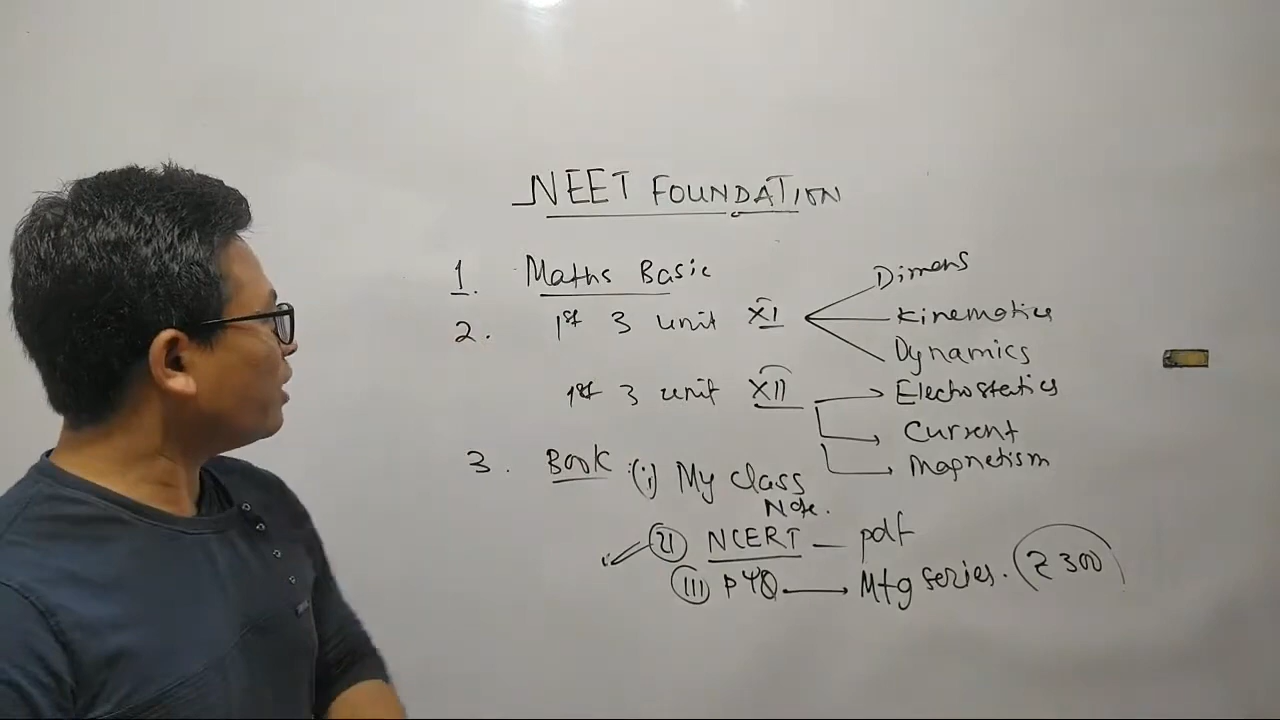 NEET FOUNDATION
1. Maths Basic
2. 1st 3 unit XI
Dimens
Kinematics
Dynamics
1st 3 unit XII
Electrostatics
Current
Magnetism
3. Book (i) My class
Note.
(II) NCERT — pdf
(III) PYQ → Mtg series. ₹ 300